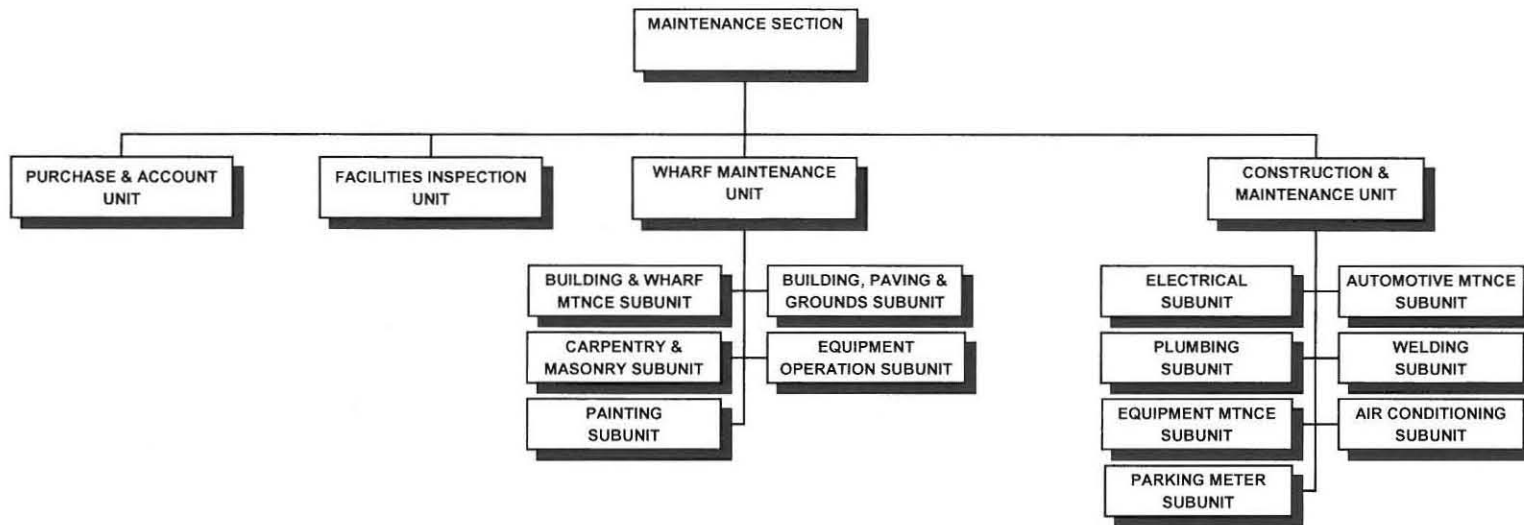 MAINTENANCE SECTION
PURCHASE & ACCOUNT
UNIT
FACILITIES INSPECTION
UNIT
WHARF MAINTENANCE
UNIT
CONSTRUCTION &
MAINTENANCE UNIT
BUILDING & WHARF
MTNCE SUBUNIT
BUILDING, PAVING &
GROUNDS SUBUNIT
CARPENTRY &
MASONRY SUBUNIT
EQUIPMENT
OPERATION SUBUNIT
PAINTING
SUBUNIT
ELECTRICAL
SUBUNIT
AUTOMOTIVE MTNCE
SUBUNIT
PLUMBING
SUBUNIT
WELDING
SUBUNIT
EQUIPMENT MTNCE
SUBUNIT
AIR CONDITIONING
SUBUNIT
PARKING METER
SUBUNIT